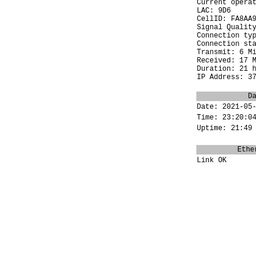 Current operat
LAC: 9D6
CellID: FA8AA9
Signal Quality
Connection typ
Connection sta
Transmit: 6 Mi
Received: 17 M
Duration: 21 h
IP Address: 37
Da
Date: 2021-05-
Time: 23:20:04
Uptime: 21:49
Ether
Link OK